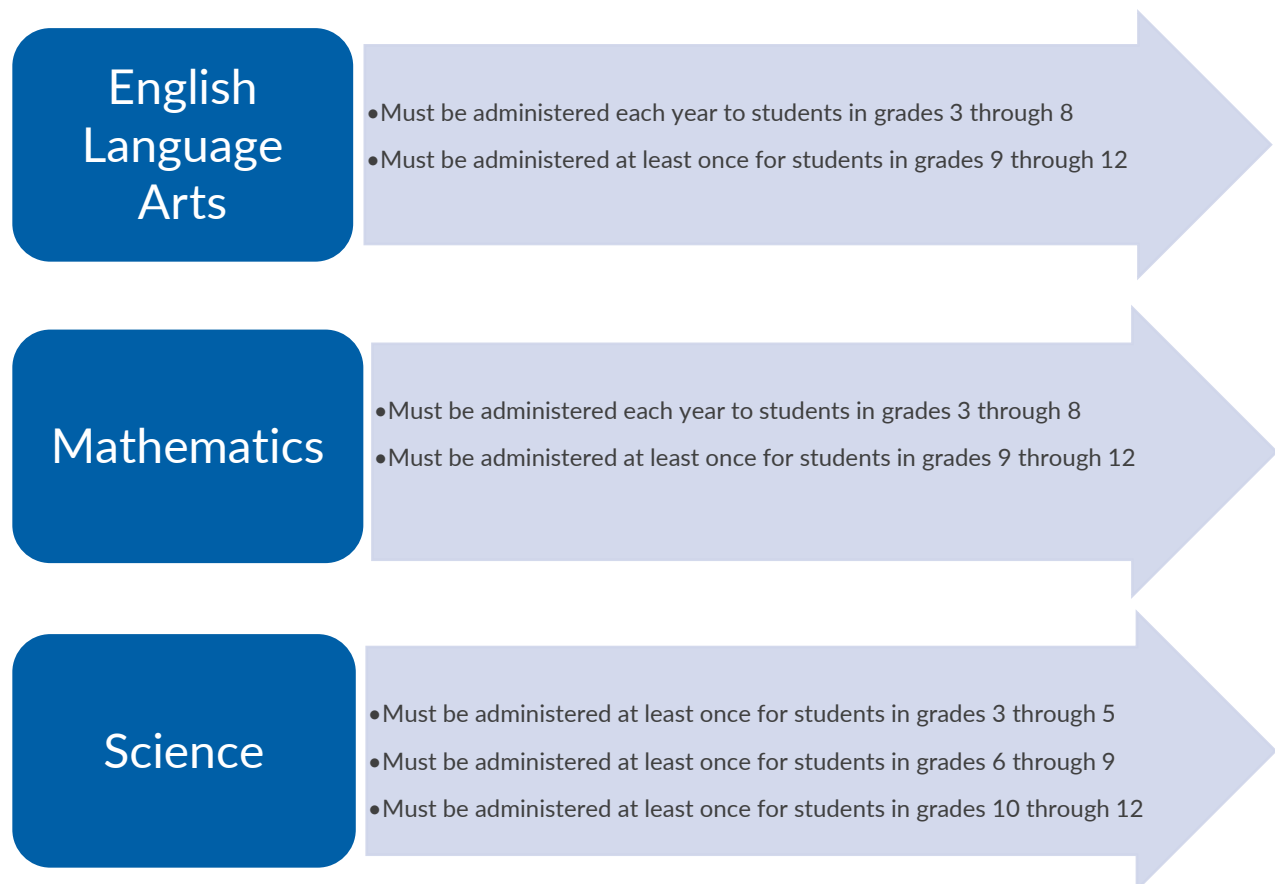 English
Language
Arts
•Must be administered each year to students in grades 3 through 8
•Must be administered at least once for students in grades 9 through 12
Mathematics
•Must be administered each year to students in grades 3 through 8
•Must be administered at least once for students in grades 9 through 12
Science
•Must be administered at least once for students in grades 3 through 5
•Must be administered at least once for students in grades 6 through 9
•Must be administered at least once for students in grades 10 through 12